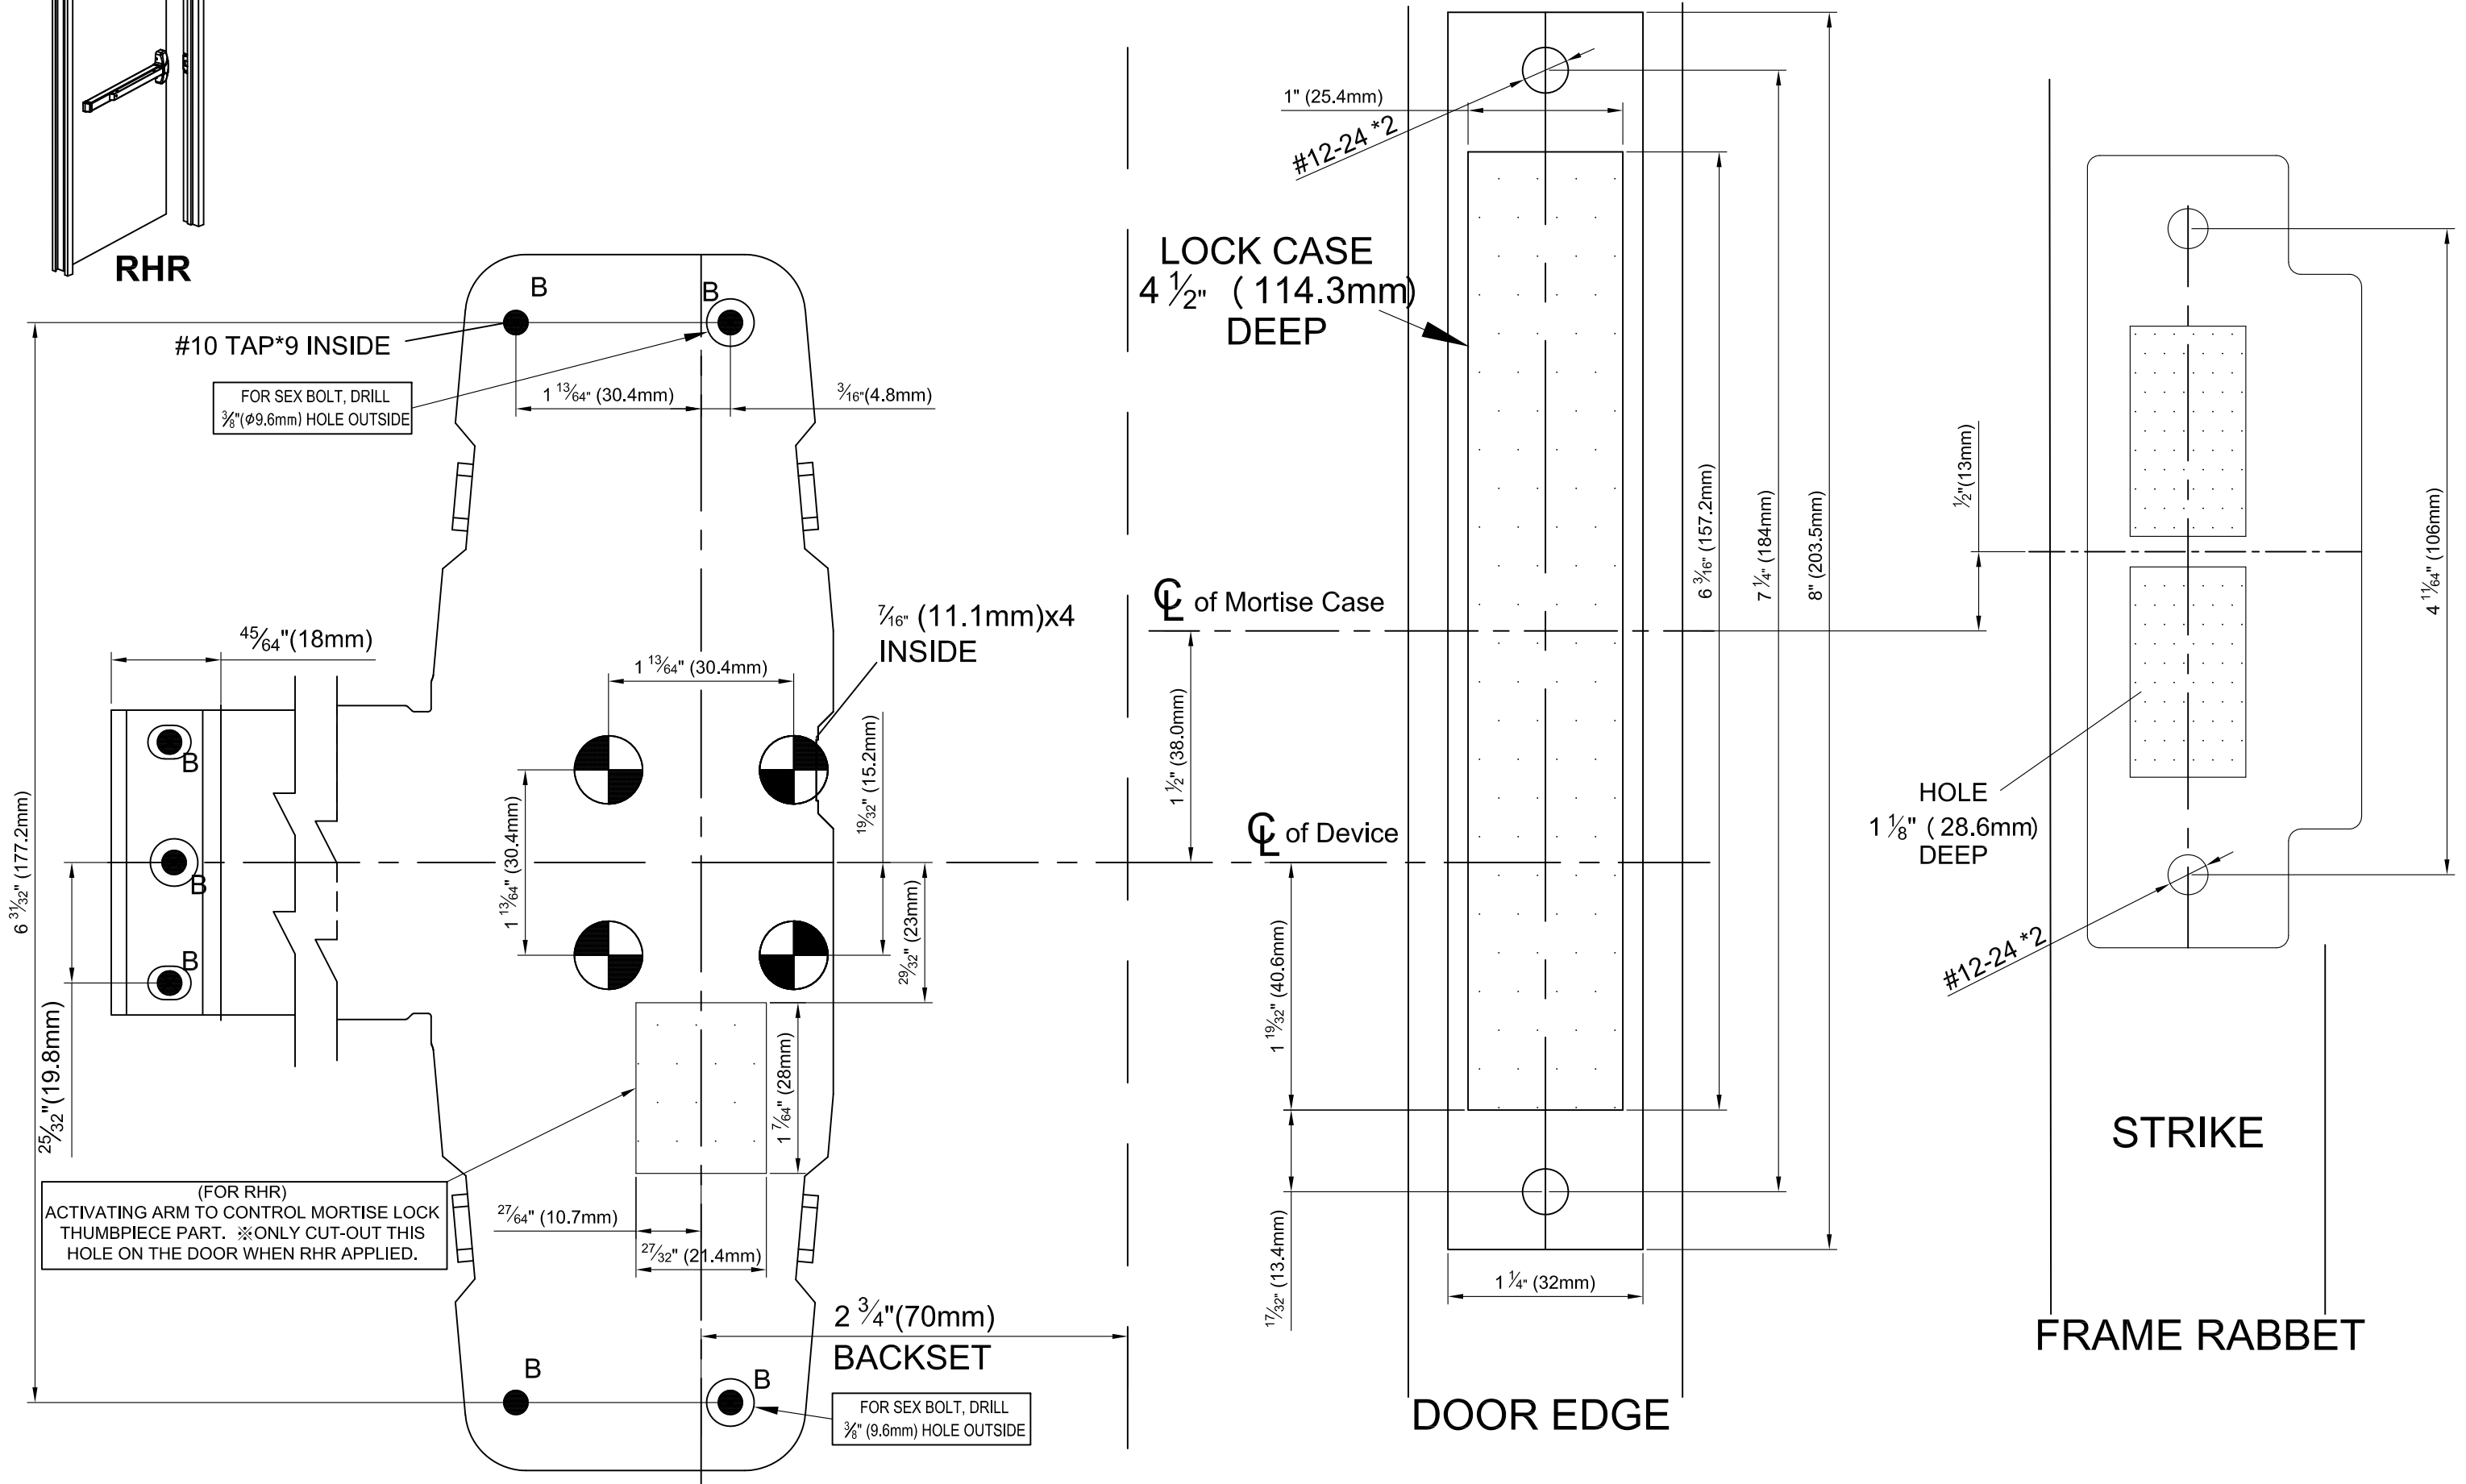 RHR
B
B
#10 TAP*9 INSIDE
FOR SEX BOLT, DRILL
3/8"(φ9.6mm) HOLE OUTSIDE
1 13/64" (30.4mm)
3/16"(4.8mm)
45/64"(18mm)
7/16" (11.1mm)x4
INSIDE
1 13/64" (30.4mm)
B
B
B
6 31/32" (177.2mm)
25/32"(19.8mm)
1 13/64" (30.4mm)
19/32" (15.2mm)
29/32" (23mm)
1 7/64" (28mm)
(FOR RHR)
ACTIVATING ARM TO CONTROL MORTISE LOCK
THUMBPIECE PART. ※ONLY CUT-OUT THIS
HOLE ON THE DOOR WHEN RHR APPLIED.
27/64" (10.7mm)
27/32" (21.4mm)
2 3/4"(70mm)
BACKSET
B
B
FOR SEX BOLT, DRILL
3/8" (9.6mm) HOLE OUTSIDE
1" (25.4mm)
#12-24 *2
LOCK CASE
4 1/2" (114.3mm)
DEEP
℄ of Mortise Case
1 1/2" (38.0mm)
℄ of Device
1 19/32" (40.6mm)
17/32" (13.4mm)
6 3/16" (157.2mm)
7 1/4" (184mm)
8" (203.5mm)
1 1/4" (32mm)
DOOR EDGE
1/2"(13mm)
4 11/64" (106mm)
HOLE
1 1/8" (28.6mm)
DEEP
#12-24 *2
STRIKE
FRAME RABBET